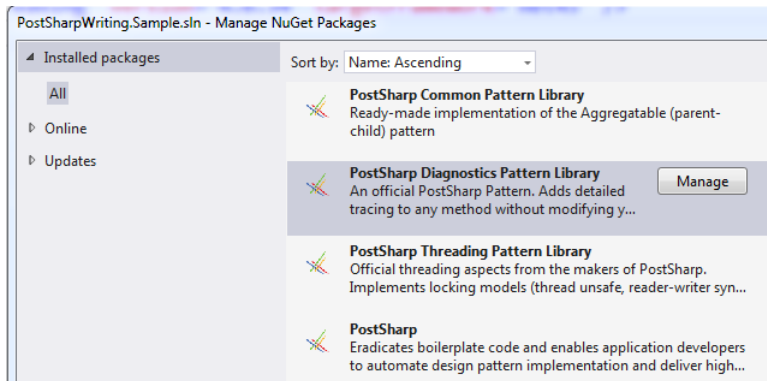 PostSharpWriting.Sample.sln - Manage NuGet Packages
Installed packages
Sort by: Name: Ascending
All
PostSharp Common Pattern Library
Ready-made implementation of the Aggregatable (parent-
child) pattern
Online
Updates
PostSharp Diagnostics Pattern Library
An official PostSharp Pattern. Adds detailed
tracing to any method without modifying y...
Manage
PostSharp Threading Pattern Library
Official threading aspects from the makers of PostSharp.
Implements locking models (thread unsafe, reader-writer syn...
PostSharp
Eradicates boilerplate code and enables application developers
to automate design pattern implementation and deliver high...